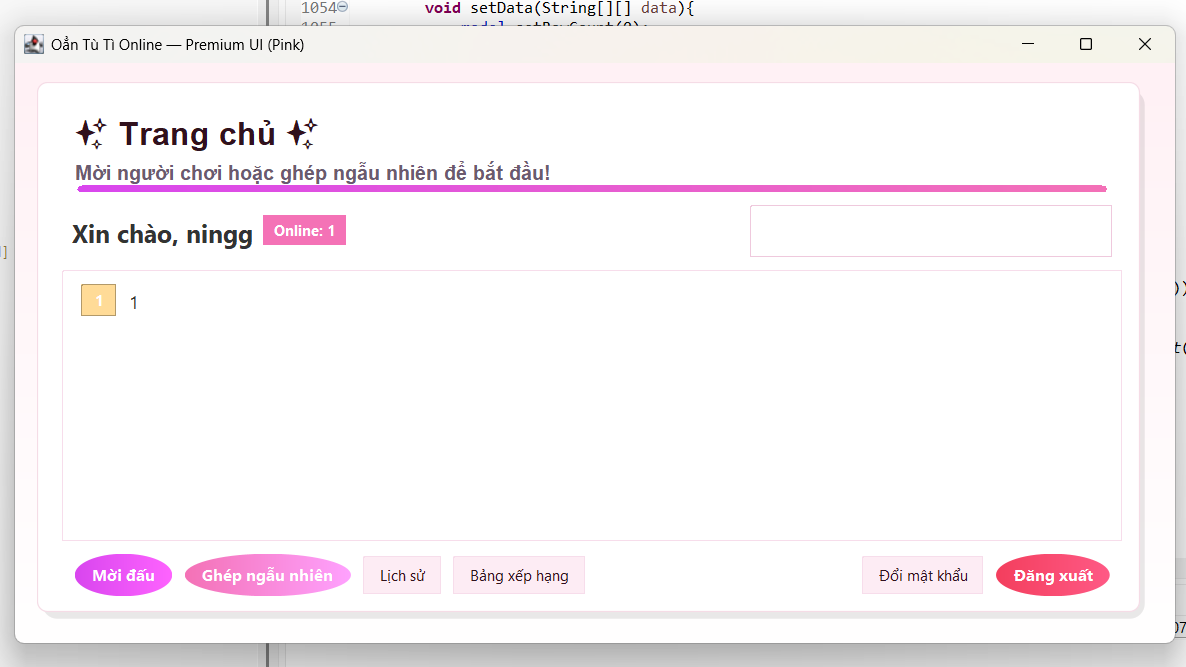 1054
void setData(String[][] data){
Oẳn Tù Tì Online — Premium UI (Pink)
✨ Trang chủ ✨
Mời người chơi hoặc ghép ngẫu nhiên để bắt đầu!
Xin chào, ningg
Online: 1
1
1
Mời đấu
Ghép ngẫu nhiên
Lịch sử
Bảng xếp hạng
Đổi mật khẩu
Đăng xuất